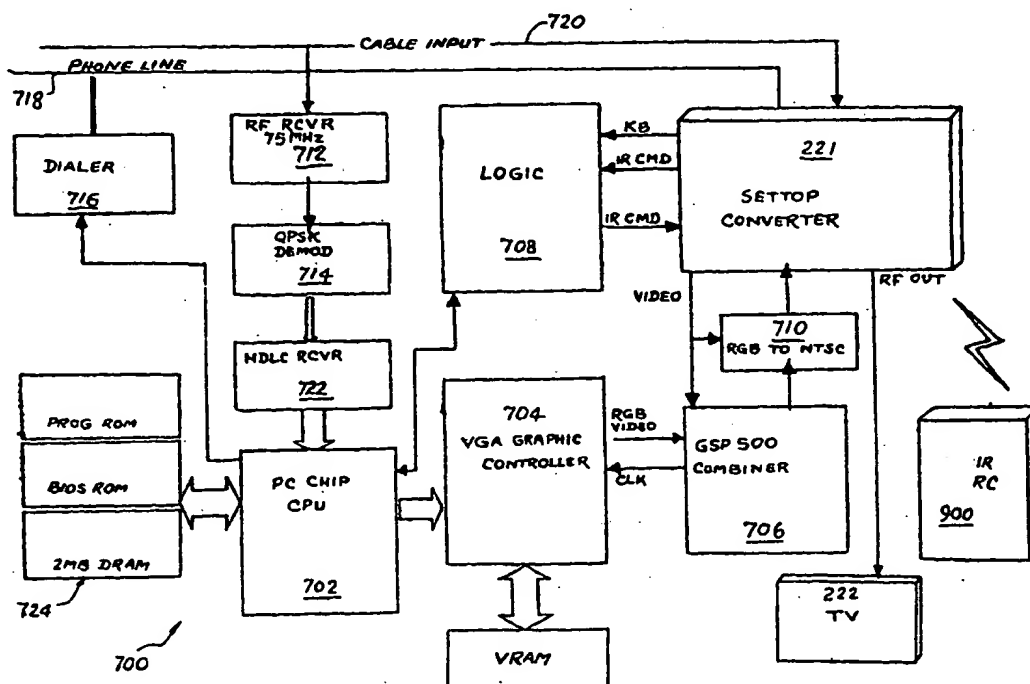 720
CABLE INPUT
PHONE LINE
718
RF RCVR
75 MHz
712
DIALER
716
LOGIC
708
KB
IR CMD
IR CMD
221
SETTOP
CONVERTER
QPSK
DEMOD
714
VIDEO
RF OUT
710
RGB TO NTSC
HDLC RCVR
722
704
VGA GRAPHIC
CONTROLLER
RGB
VIDEO
CLK
GSP 500
COMBINER
706
IR
RC
900
PROG ROM
BIOS ROM
2MB DRAM
724
PC CHIP
CPU
702
222
TV
700
VRAM